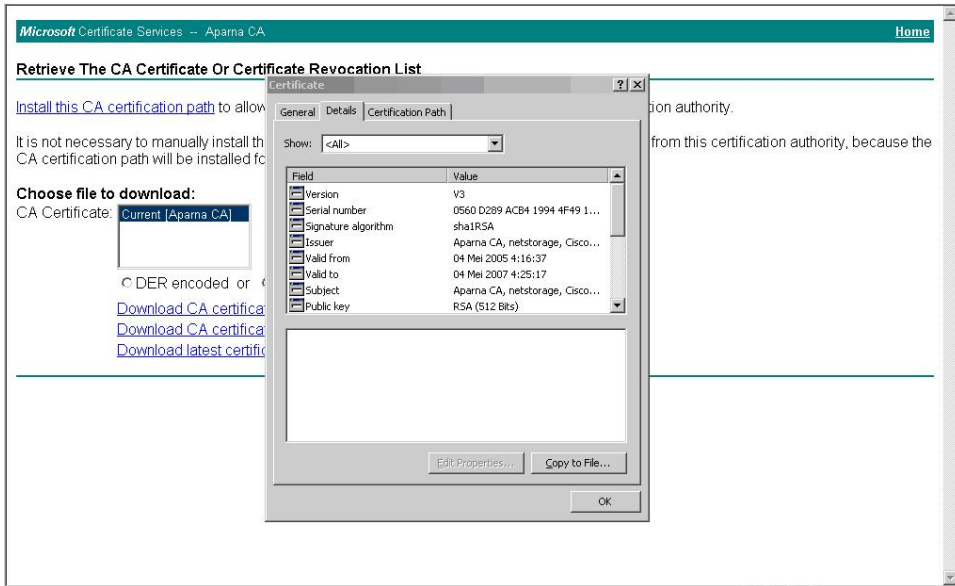 Microsoft Certificate Services -- Aparna CA Home
Retrieve The CA Certificate Or Certificate Revocation List
Install this CA certification path to allow
tion authority.
It is not necessary to manually install th
from this certification authority, because the
CA certification path will be installed fo
Choose file to download:
CA Certificate: Current [Aparna CA]
DER encoded or
Download CA certifica
Download CA certifica
Download latest certific
Certificate
General Details Certification Path
Show: <All>
Field Value
Version V3
Serial number 0560 D289 ACB4 1994 4F49 1...
Signature algorithm sha1RSA
Issuer Aparna CA, netstorage, Cisco...
Valid from 04 Mei 2005 4:16:37
Valid to 04 Mei 2007 4:25:17
Subject Aparna CA, netstorage, Cisco...
Public key RSA (512 Bits)
Edit Properties... Copy to File...
OK